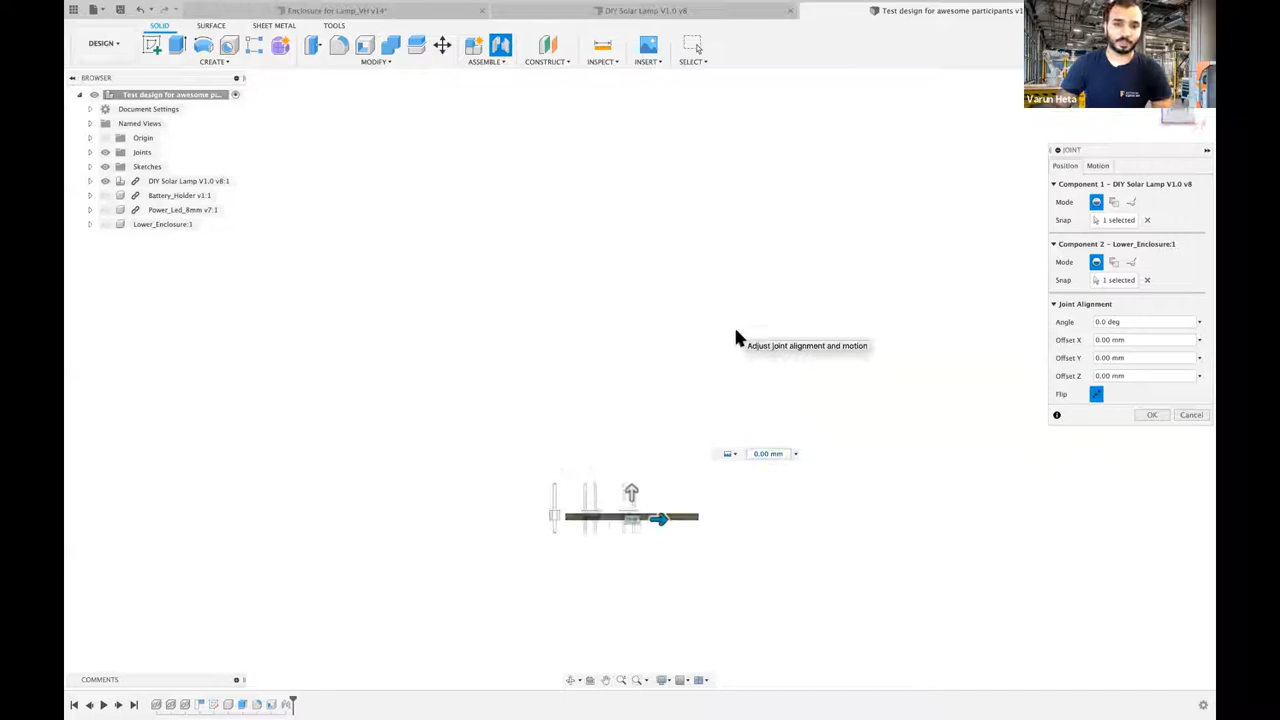 Enclosure for Lamp_VH v14*
DIY Solar Lamp V1.0 v8
Test design for awesome participants v1
SOLID
SURFACE
SHEET METAL
TOOLS
DESIGN
CREATE
MODIFY
ASSEMBLE
CONSTRUCT
INSPECT
INSERT
SELECT
Varun Heta
BROWSER
Test design for awesome pa...
Document Settings
Named Views
Origin
Joints
Sketches
DIY Solar Lamp V1.0 v8:1
Battery_Holder v1:1
Power_Led_8mm v7:1
Lower_Enclosure:1
JOINT
Position
Motion
Component 1 - DIY Solar Lamp V1.0 v8
Mode
Snap
1 selected
Component 2 - Lower_Enclosure:1
Mode
Snap
1 selected
Joint Alignment
Angle
0.0 deg
Offset X
0.00 mm
Offset Y
0.00 mm
Offset Z
0.00 mm
Flip
OK
Cancel
Adjust joint alignment and motion
0.00 mm
COMMENTS